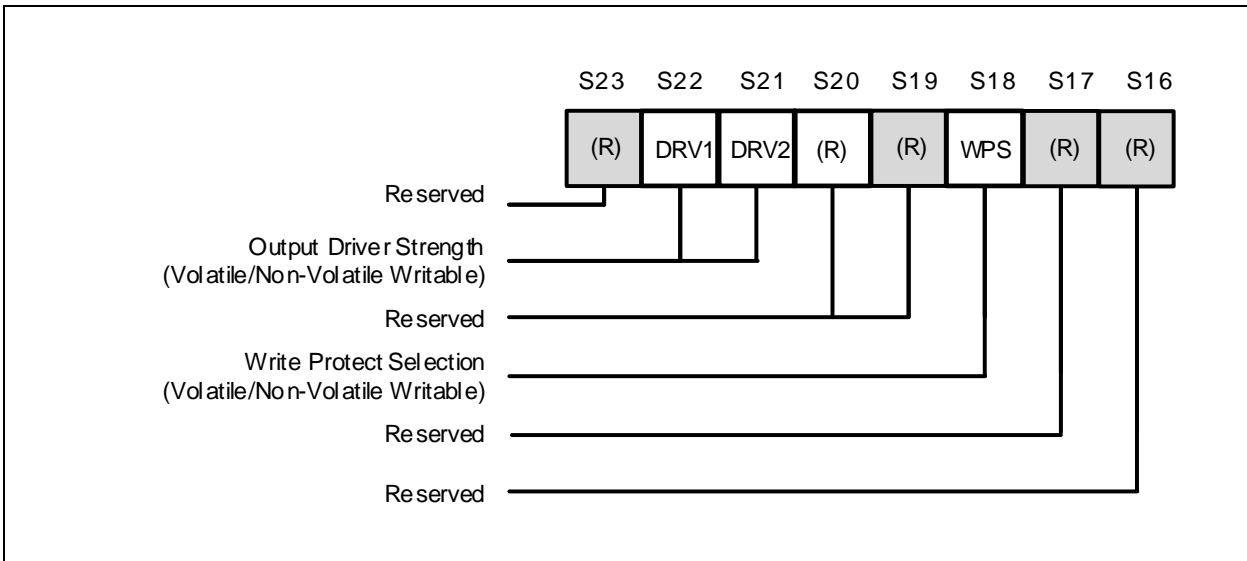 S23 S22 S21 S20 S19 S18 S17 S16
(R) DRV1 DRV2 (R) (R) WPS (R) (R)
Reserved
Output Driver Strength
(Volatile/Non-Volatile Writable)
Reserved
Write Protect Selection
(Volatile/Non-Volatile Writable)
Reserved
Reserved